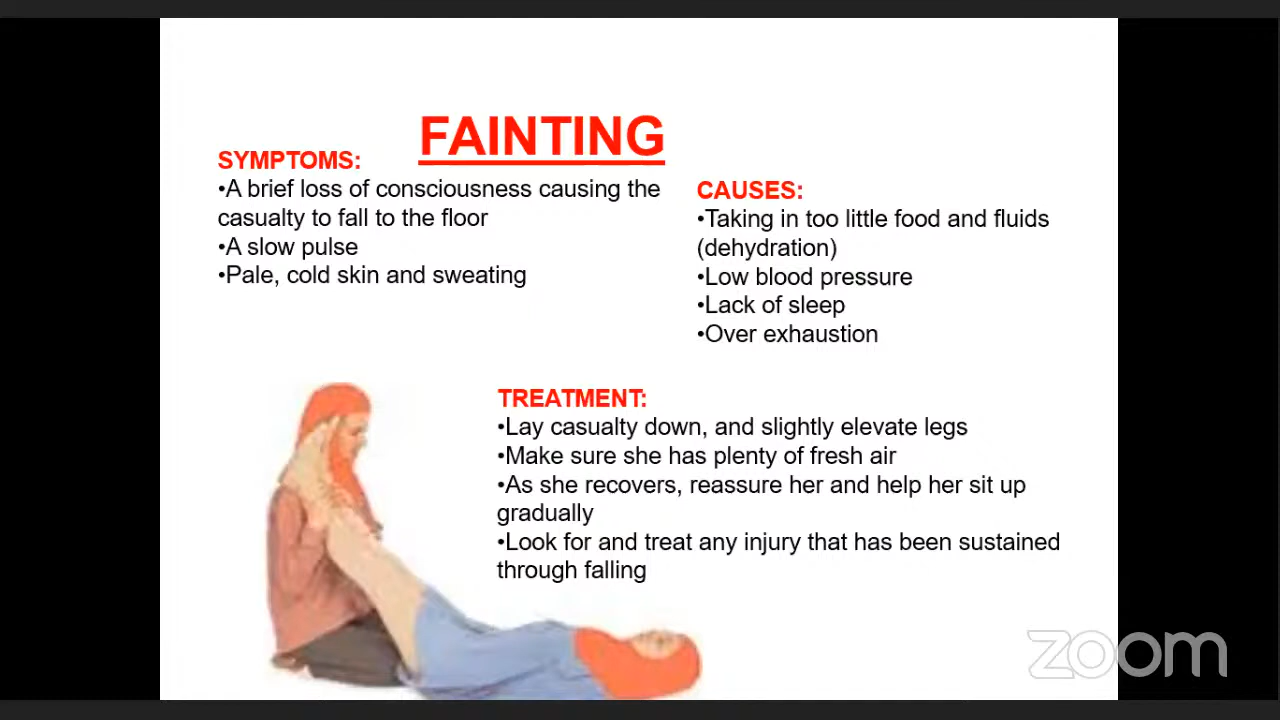 FAINTING
SYMPTOMS:
•A brief loss of consciousness causing the
casualty to fall to the floor
•A slow pulse
•Pale, cold skin and sweating
CAUSES:
•Taking in too little food and fluids
(dehydration)
•Low blood pressure
•Lack of sleep
•Over exhaustion
TREATMENT:
•Lay casualty down, and slightly elevate legs
•Make sure she has plenty of fresh air
•As she recovers, reassure her and help her sit up
gradually
•Look for and treat any injury that has been sustained
through falling
zoom